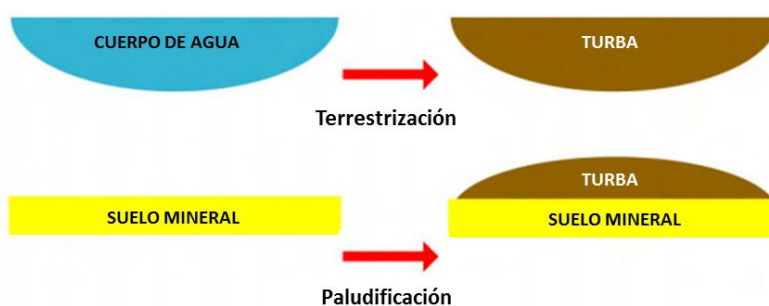 CUERPO DE AGUA
TURBA
Terrestrización
TURBA
SUELO MINERAL
SUELO MINERAL
Paludificación